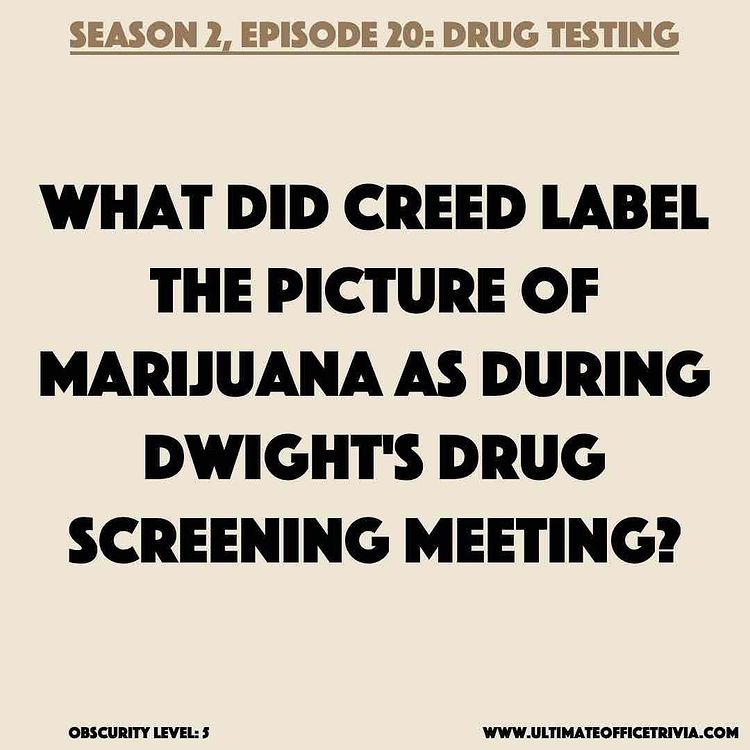 SEASON 2, EPISODE 20: DRUG TESTING
WHAT DID CREED LABEL
THE PICTURE OF
MARIJUANA AS DURING
DWIGHT'S DRUG
SCREENING MEETING?
OBSCURITY LEVEL: 5
WWW.ULTIMATEOFFICETRIVIA.COM